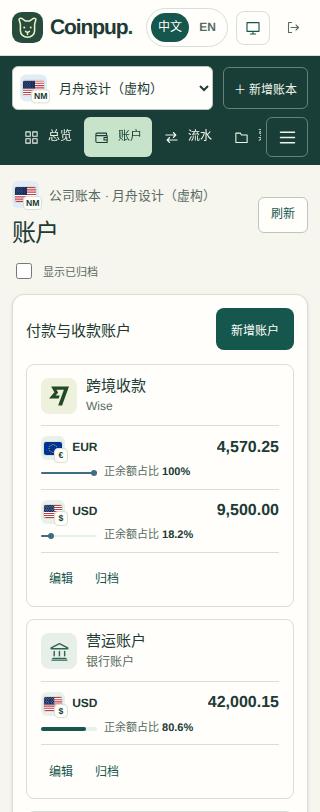 Coinpup.
中文
EN
NM
月舟设计（虚构）
＋ 新增账本
总览
账户
流水
NM
公司账本 · 月舟设计（虚构）
账户
刷新
显示已归档
付款与收款账户
新增账户
跨境收款
Wise
€
EUR
4,570.25
正余额占比 100%
$
USD
9,500.00
正余额占比 18.2%
编辑
归档
营运账户
银行账户
$
USD
42,000.15
正余额占比 80.6%
编辑
归档